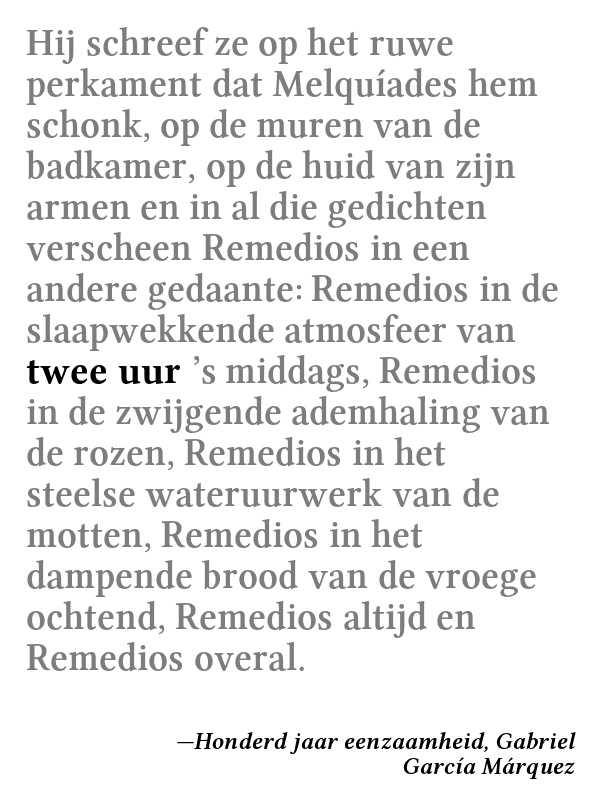 Hij schreef ze op het ruwe
perkament dat Melquíades hem
schonk, op de muren van de
badkamer, op de huid van zijn
armen en in al die gedichten
verscheen Remedios in een
andere gedaante: Remedios in de
slaapwekkende atmosfeer van
twee uur ’s middags, Remedios
in de zwijgende ademhaling van
de rozen, Remedios in het
steelse wateruurwerk van de
motten, Remedios in het
dampende brood van de vroege
ochtend, Remedios altijd en
Remedios overal.
—Honderd jaar eenzaamheid, Gabriel
García Márquez